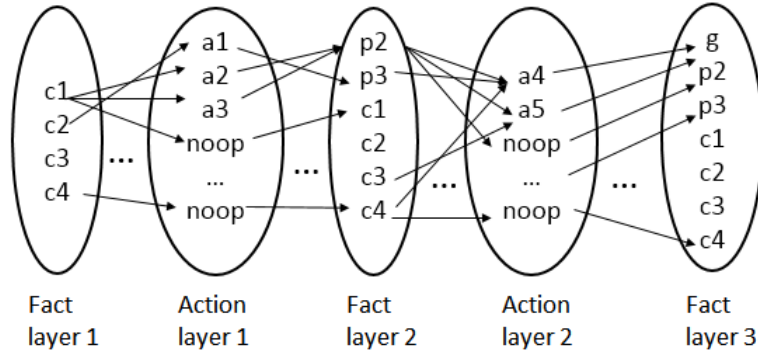 c1
c2
c3
c4
...
a1
a2
a3
noop
...
noop
...
p2
p3
c1
c2
c3
c4
...
a4
a5
noop
...
noop
...
g
p2
p3
c1
c2
c3
c4
Fact
layer 1
Action
layer 1
Fact
layer 2
Action
layer 2
Fact
layer 3